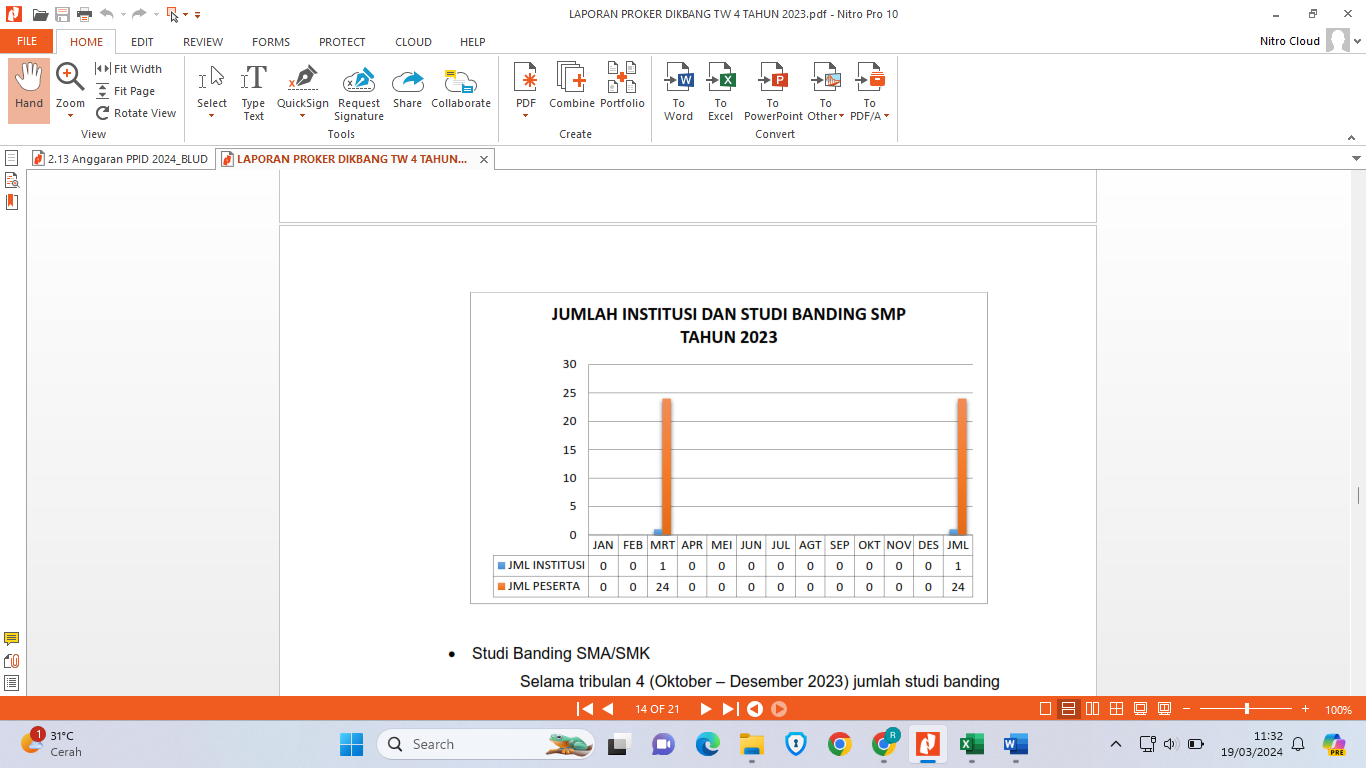 LAPORAN PROKER DIKBANG TW 4 TAHUN 2023.pdf - Nitro Pro 10
FILE HOME EDIT REVIEW FORMS PROTECT CLOUD HELP Nitro Cloud
Hand
Zoom
Fit Width
Fit Page
Rotate View
View
Select
Type Text
QuickSign
Request Signature
Share
Collaborate
Tools
PDF
Combine
Portfolio
Create
To Word
To Excel
To PowerPoint
To Other
To PDF/A
Convert
2.13 Anggaran PPID 2024_BLUD
LAPORAN PROKER DIKBANG TW 4 TAHUN...
JUMLAH INSTITUSI DAN STUDI BANDING SMP
TAHUN 2023
30
25
20
15
10
5
0
JAN FEB MRT APR MEI JUN JUL AGT SEP OKT NOV DES JML
JML INSTITUSI 0 0 1 0 0 0 0 0 0 0 0 0 1
JML PESERTA 0 0 24 0 0 0 0 0 0 0 0 0 24
• Studi Banding SMA/SMK
Selama tribulan 4 (Oktober – Desember 2023) jumlah studi banding
14 OF 21
100%
1
31°C
Cerah
Search
R
PRE
11:32
19/03/2024